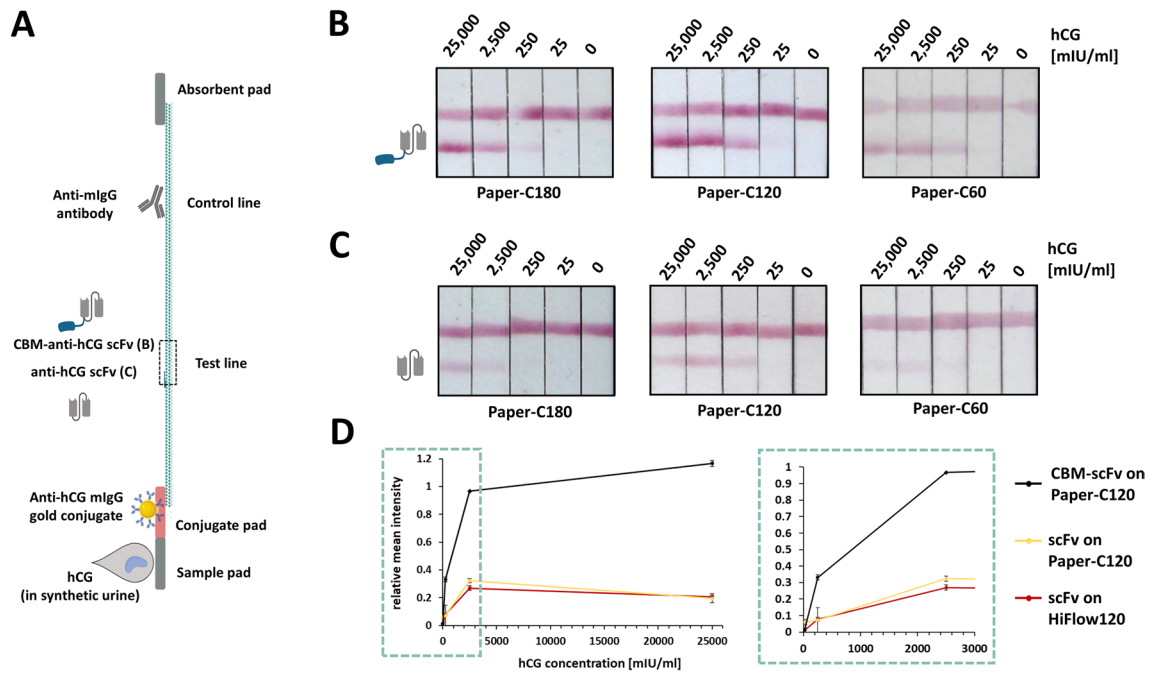 A
Absorbent pad
Anti-mIgG
antibody
Control line
CBM-anti-hCG scFv (B)
anti-hCG scFv (C)
Test line
Anti-hCG mIgG
gold conjugate
Conjugate pad
hCG
(in synthetic urine)
Sample pad
B
25,000 2,500 250 25 0
25,000 2,500 250 25 0
25,000 2,500 250 25 0
hCG
[mIU/ml]
Paper-C180
Paper-C120
Paper-C60
C
25,000 2,500 250 25 0
25,000 2,500 250 25 0
25,000 2,500 250 25 0
hCG
[mIU/ml]
Paper-C180
Paper-C120
Paper-C60
D
relative mean intensity
1.2
1
0.8
0.6
0.4
0.2
0
0 5000 10000 15000 20000 25000
hCG concentration [mIU/ml]
1
0.9
0.8
0.7
0.6
0.5
0.4
0.3
0.2
0.1
0
0 1000 2000 3000
CBM-scFv on
Paper-C120
scFv on
Paper-C120
scFv on
HiFlow120